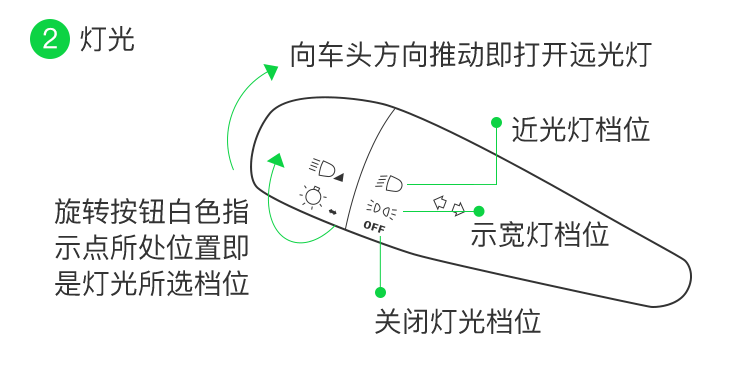 2 灯光
向车头方向推动即打开远光灯
近光灯档位
旋转按钮白色指
示点所处位置即
是灯光所选档位
示宽灯档位
OFF
关闭灯光档位